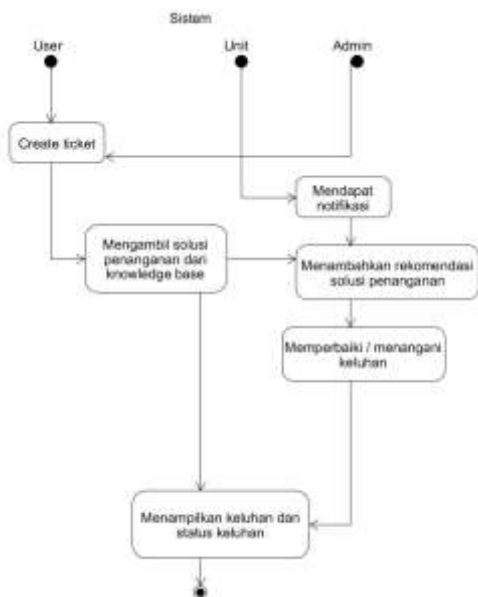 Sistem
User
Unit
Admin
Create ticket
Mendapat
notifikasi
Mengambil solusi
penanganan dari
knowledge base
Menambahkan rekomendasi
solusi penanganan
Memperbaiki / menangani
keluhan
Menampilkan keluhan dan
status keluhan